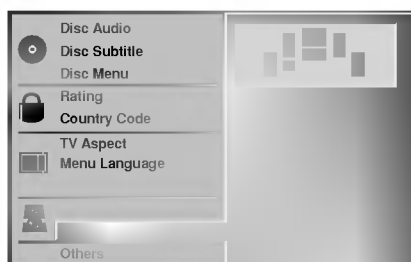 Disc Audio
Disc Subtitle
Disc Menu
Rating
Country Code
TV Aspect
Menu Language
Others